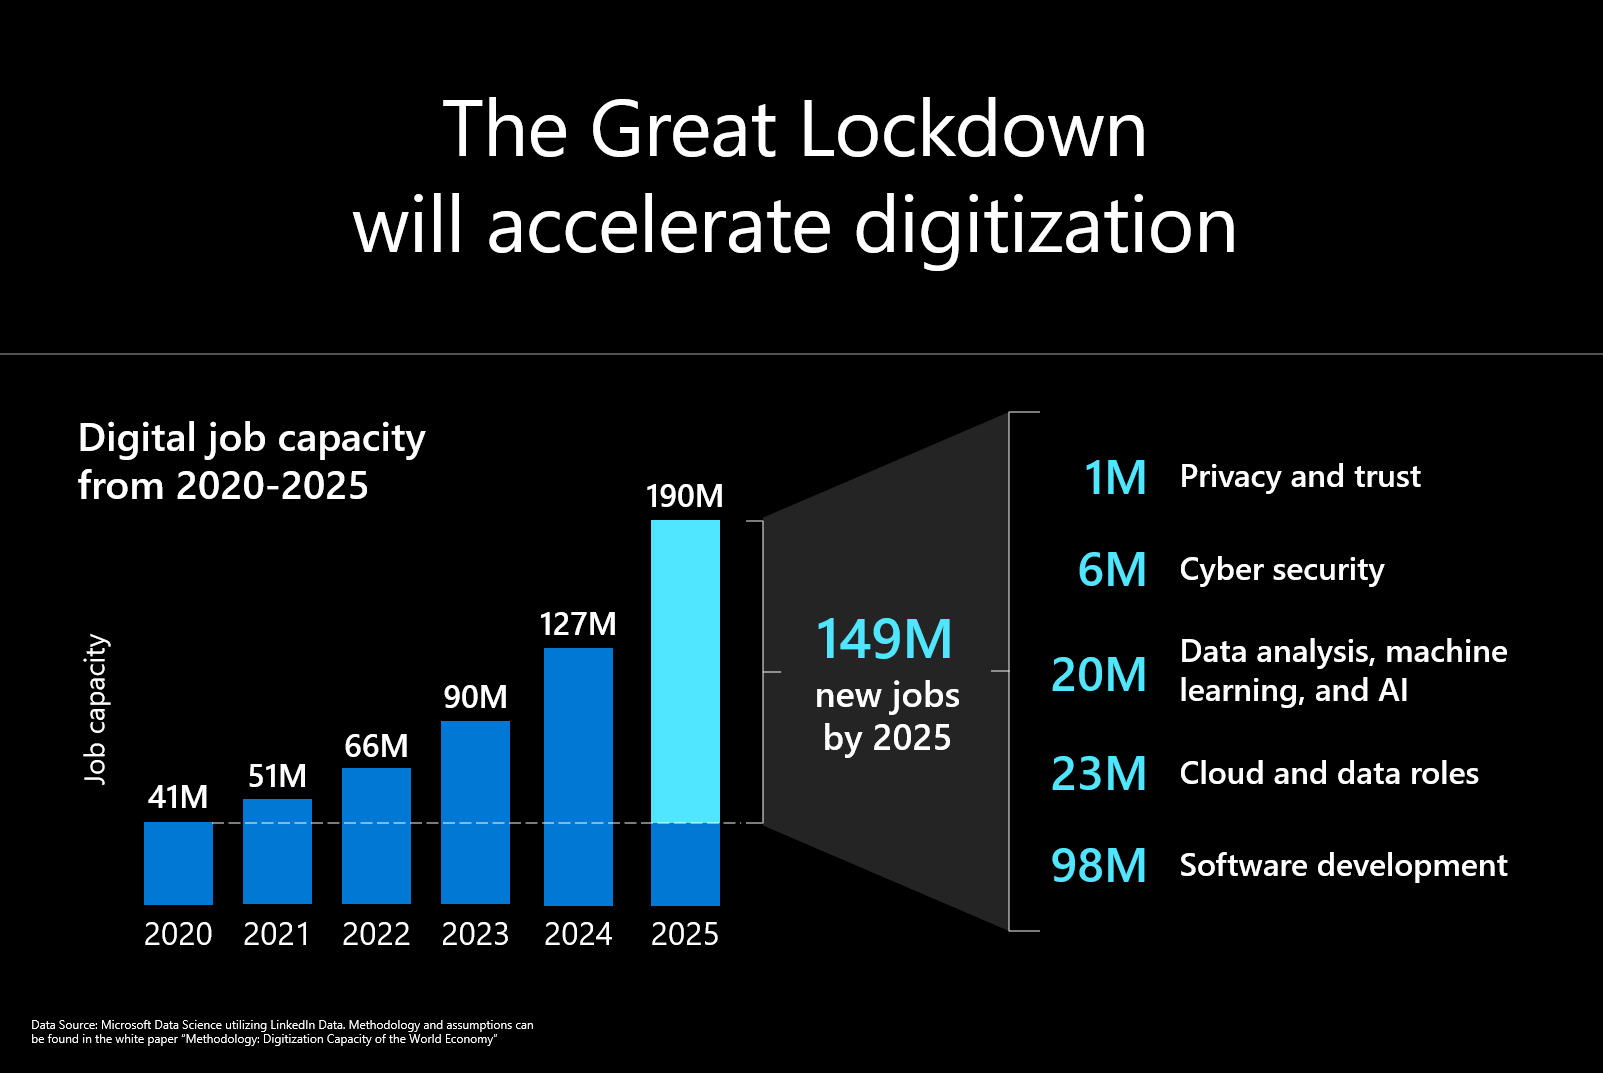 The Great Lockdown
will accelerate digitization
Digital job capacity
from 2020-2025
Job capacity
41M
51M
66M
90M
127M
190M
2020
2021
2022
2023
2024
2025
149M
new jobs
by 2025
1M Privacy and trust
6M Cyber security
20M Data analysis, machine
learning, and AI
23M Cloud and data roles
98M Software development
Data Source: Microsoft Data Science utilizing LinkedIn Data. Methodology and assumptions can
be found in the white paper “Methodology: Digitization Capacity of the World Economy”